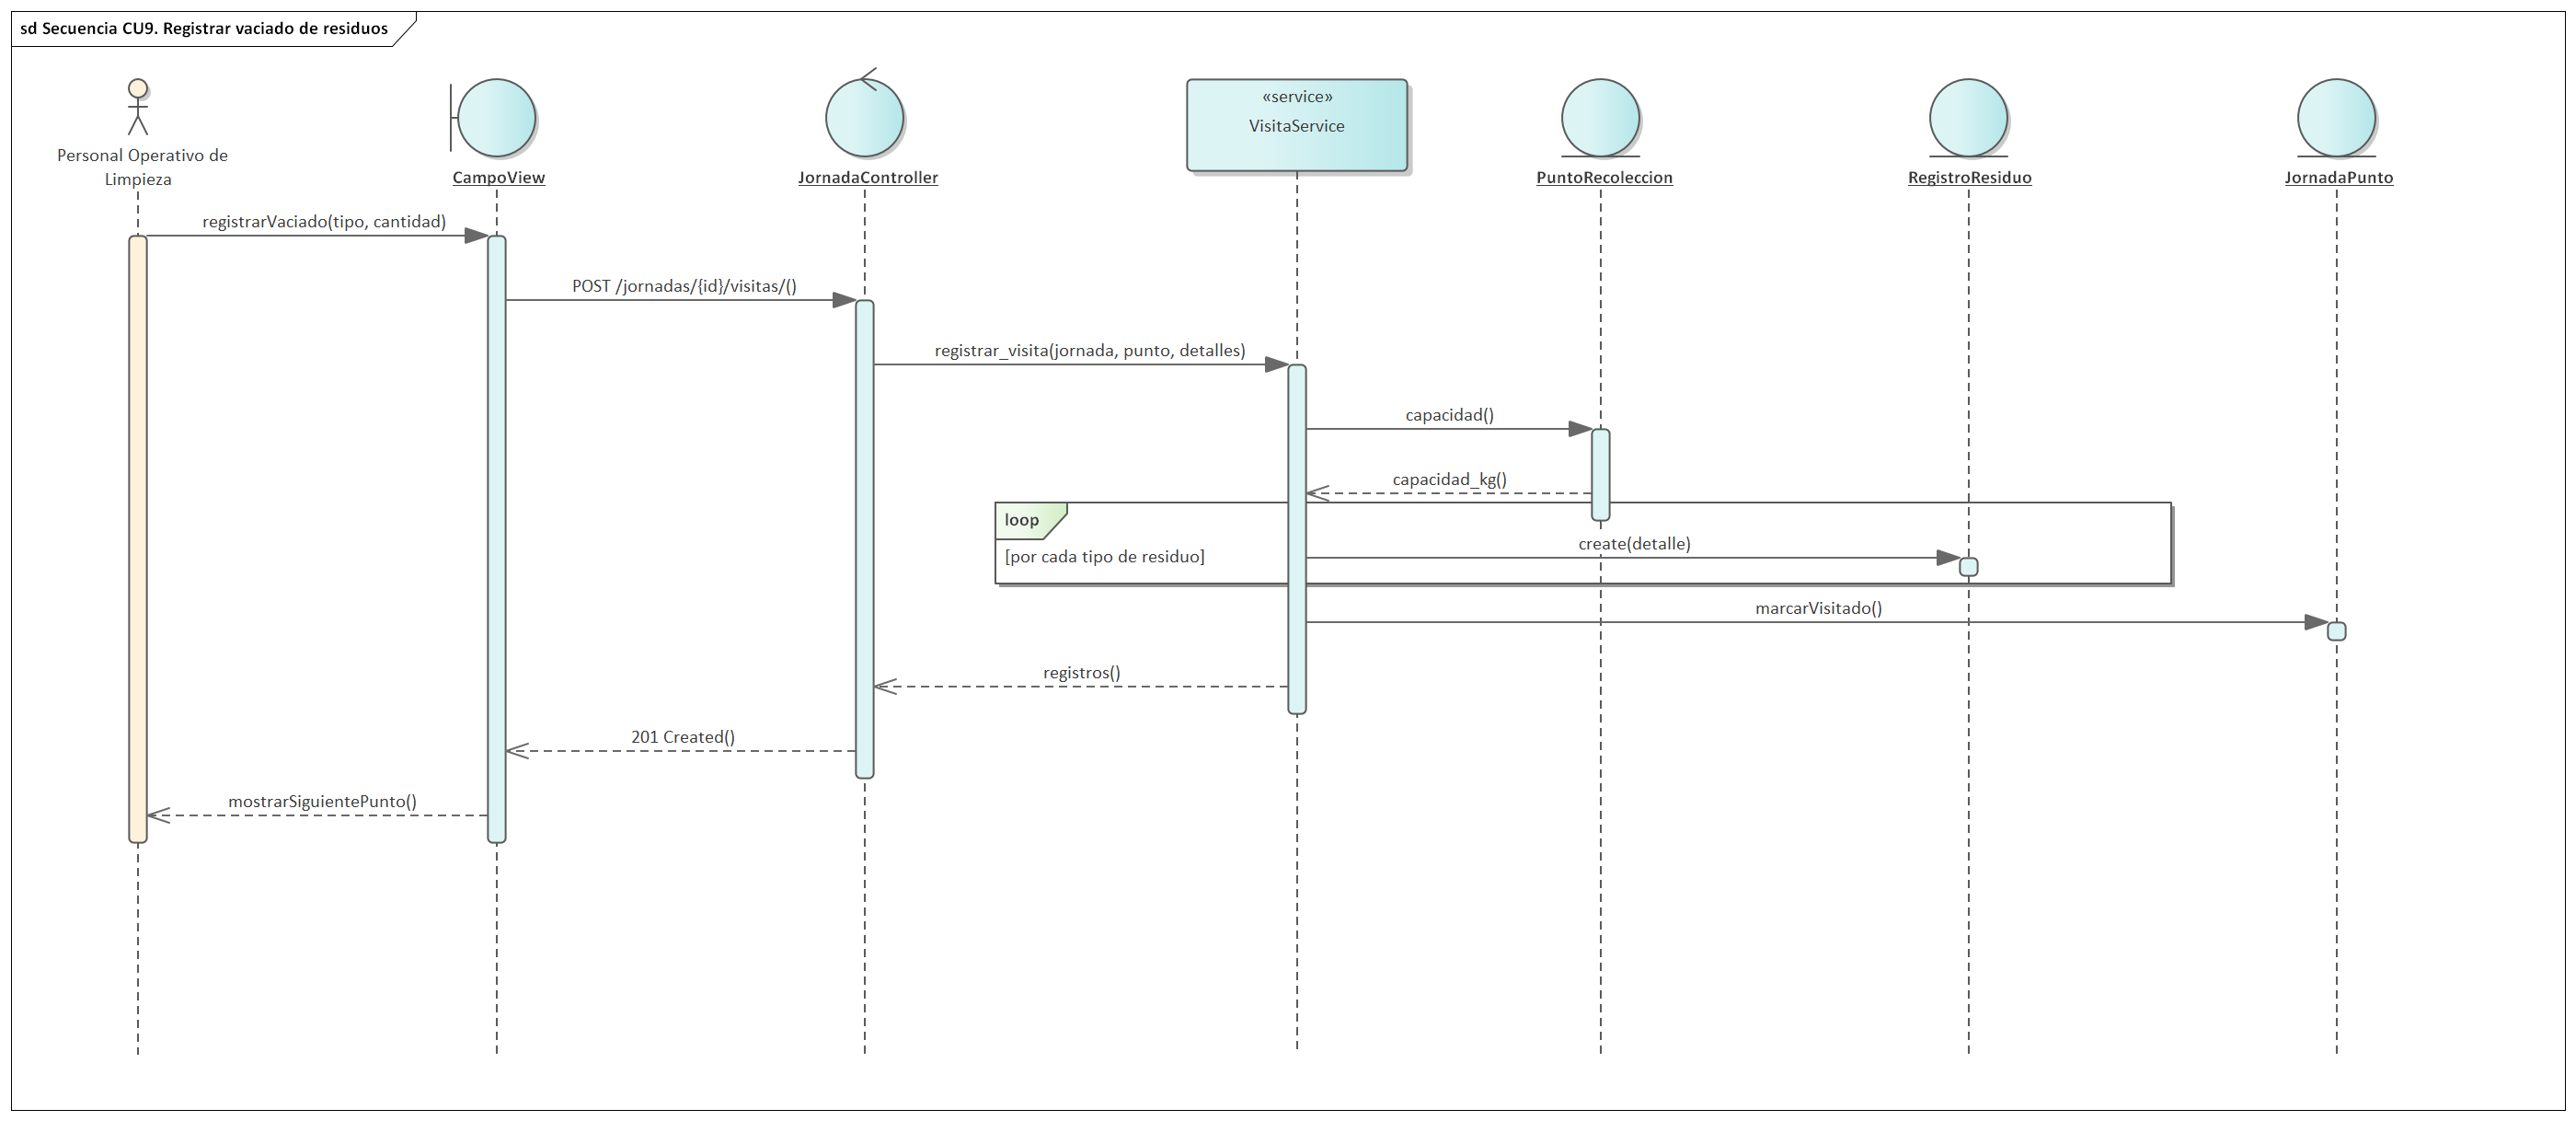 sd Secuencia CU9. Registrar vaciado de residuos
«service»
VisitaService
Personal Operativo de
Limpieza
CampoView
JornadaController
PuntoRecoleccion
RegistroResiduo
JornadaPunto
registrarVaciado(tipo, cantidad)
POST /jornadas/{id}/visitas/()
registrar_visita(jornada, punto, detalles)
capacidad()
capacidad_kg()
loop
create(detalle)
[por cada tipo de residuo]
marcarVisitado()
registros()
201 Created()
mostrarSiguientePunto()